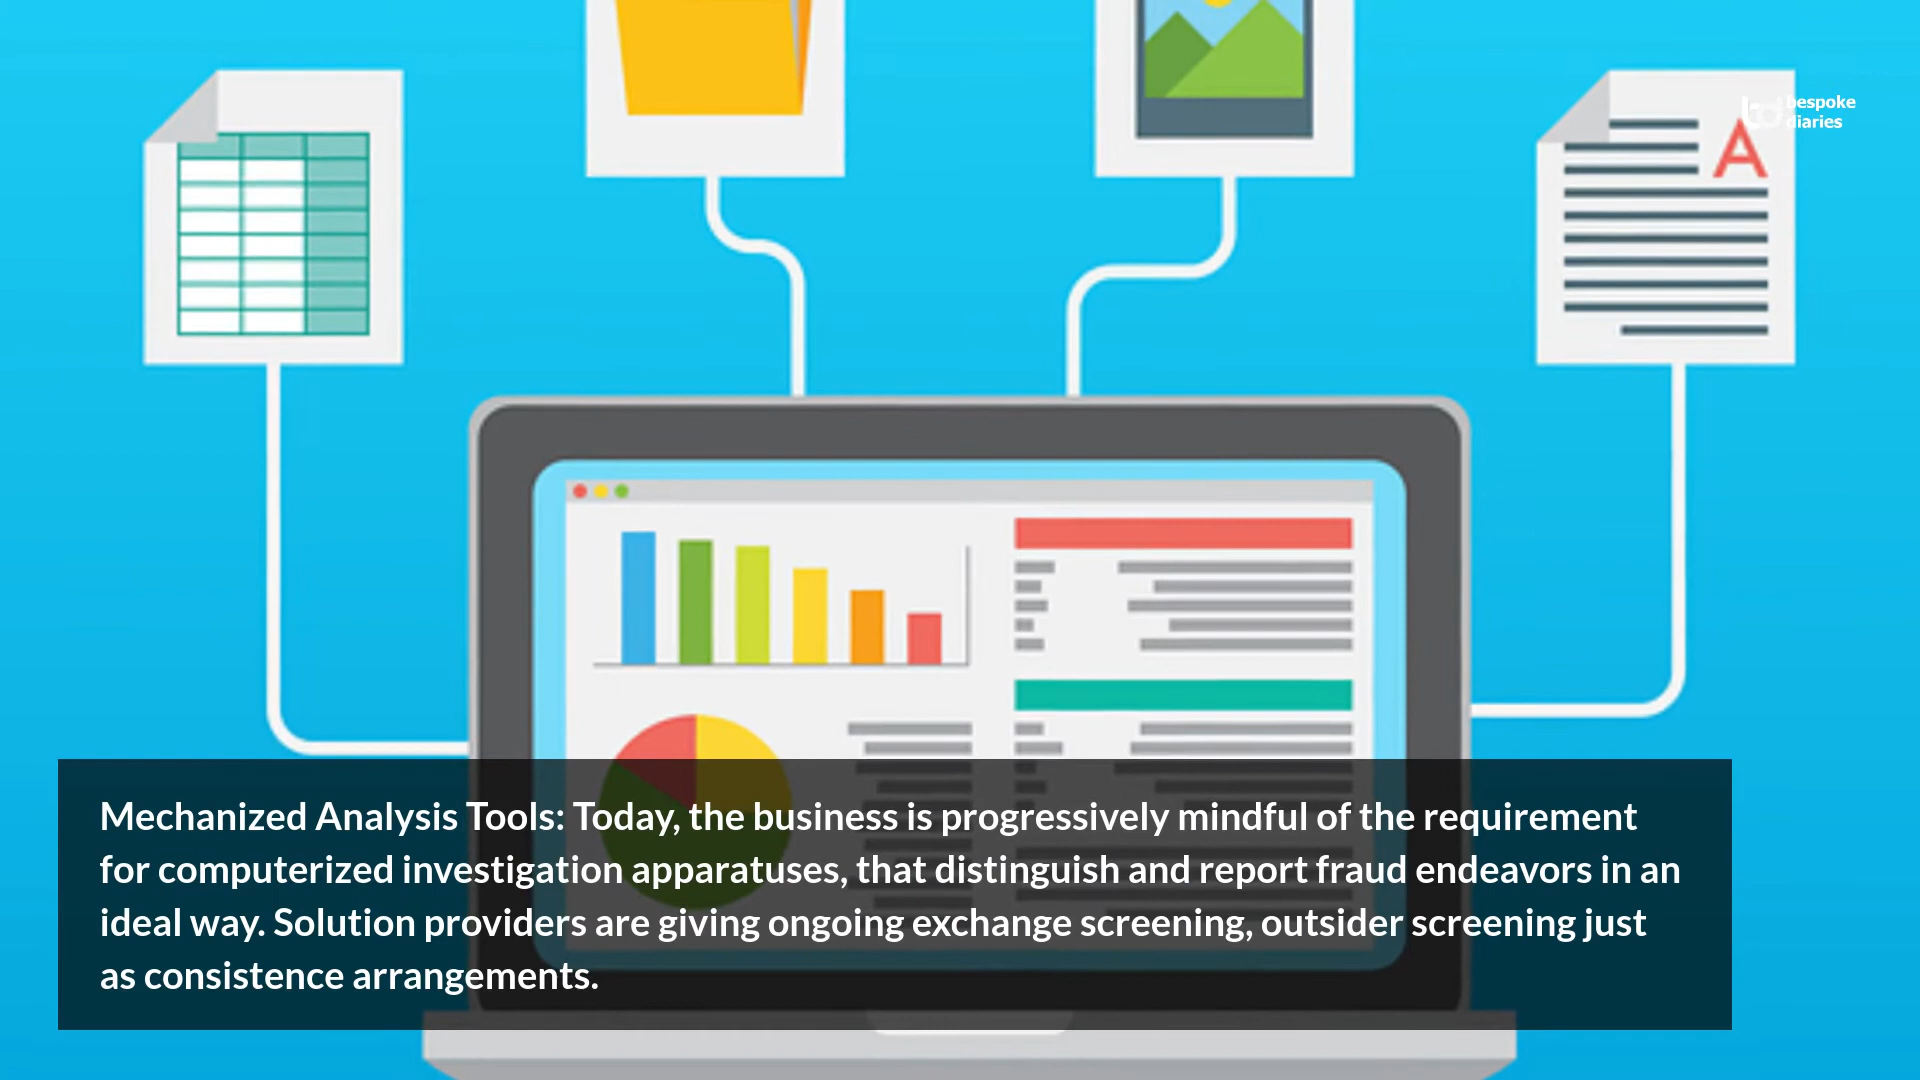 bespoke
diaries
A
Mechanized Analysis Tools: Today, the business is progressively mindful of the requirement
for computerized investigation apparatuses, that distinguish and report fraud endeavors in an
ideal way. Solution providers are giving ongoing exchange screening, outsider screening just
as consistence arrangements.